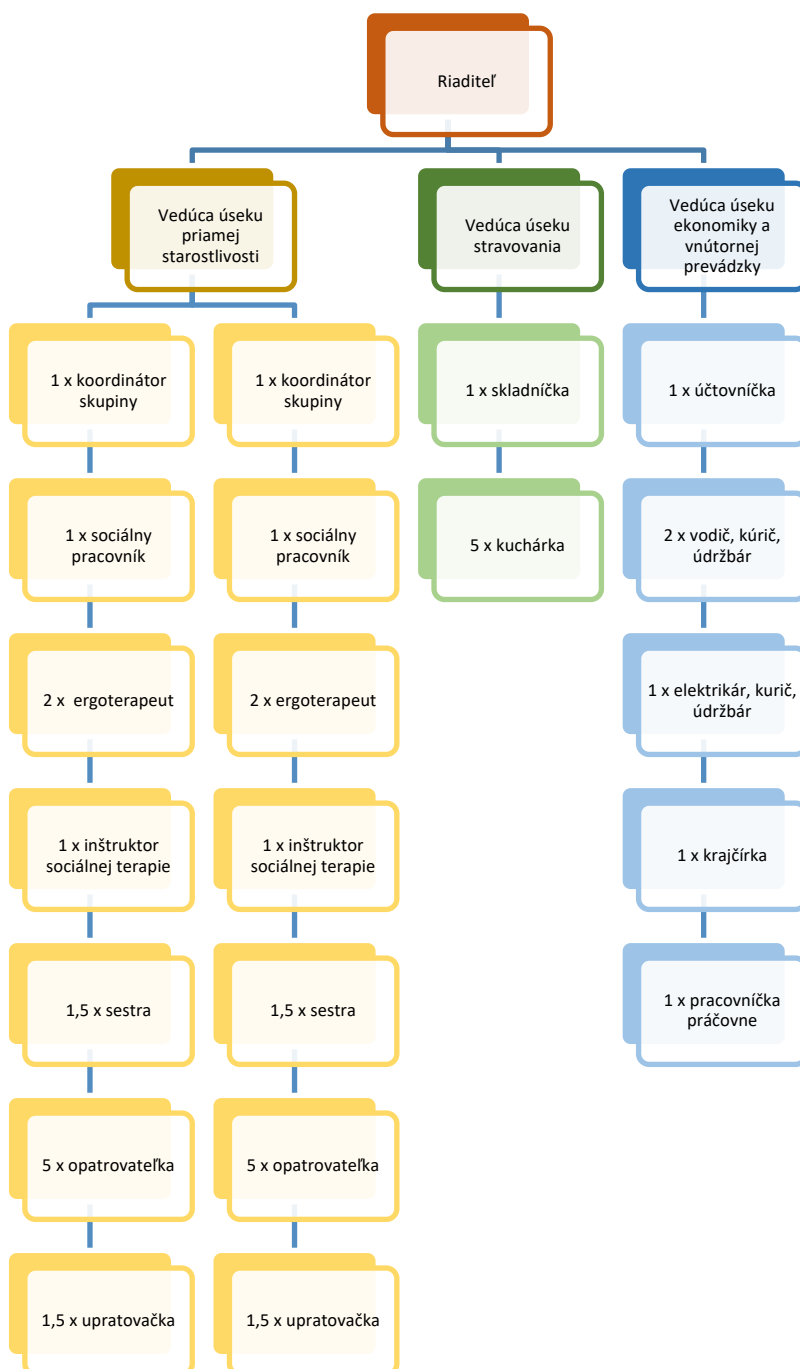 Riaditeľ
Vedúca úseku
priamej
starostlivosti
Vedúca úseku
stravovania
Vedúca úseku
ekonomiky a
vnútornej
prevádzky
1 x koordinátor
skupiny
1 x koordinátor
skupiny
1 x skladníčka
1 x účtovníčka
1 x sociálny
pracovník
1 x sociálny
pracovník
5 x kuchárka
2 x vodič, kúrič,
údržbár
2 x ergoterapeut
2 x ergoterapeut
1 x elektrikár, kurič,
údržbár
1 x inštruktor
sociálnej terapie
1 x inštruktor
sociálnej terapie
1 x krajčírka
1,5 x sestra
1,5 x sestra
1 x pracovníčka
práčovne
5 x opatrovateľka
5 x opatrovateľka
1,5 x upratovačka
1,5 x upratovačka